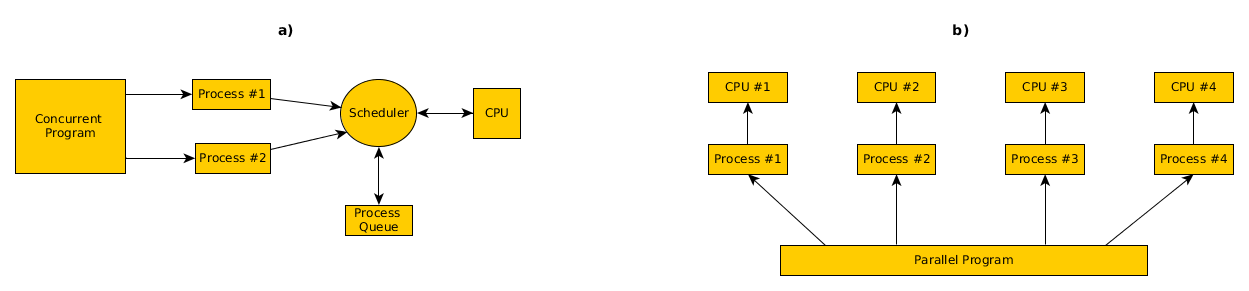 a)
Concurrent
Program
Process #1
Process #2
Scheduler
CPU
Process
Queue
b)
CPU #1
CPU #2
CPU #3
CPU #4
Process #1
Process #2
Process #3
Process #4
Parallel Program